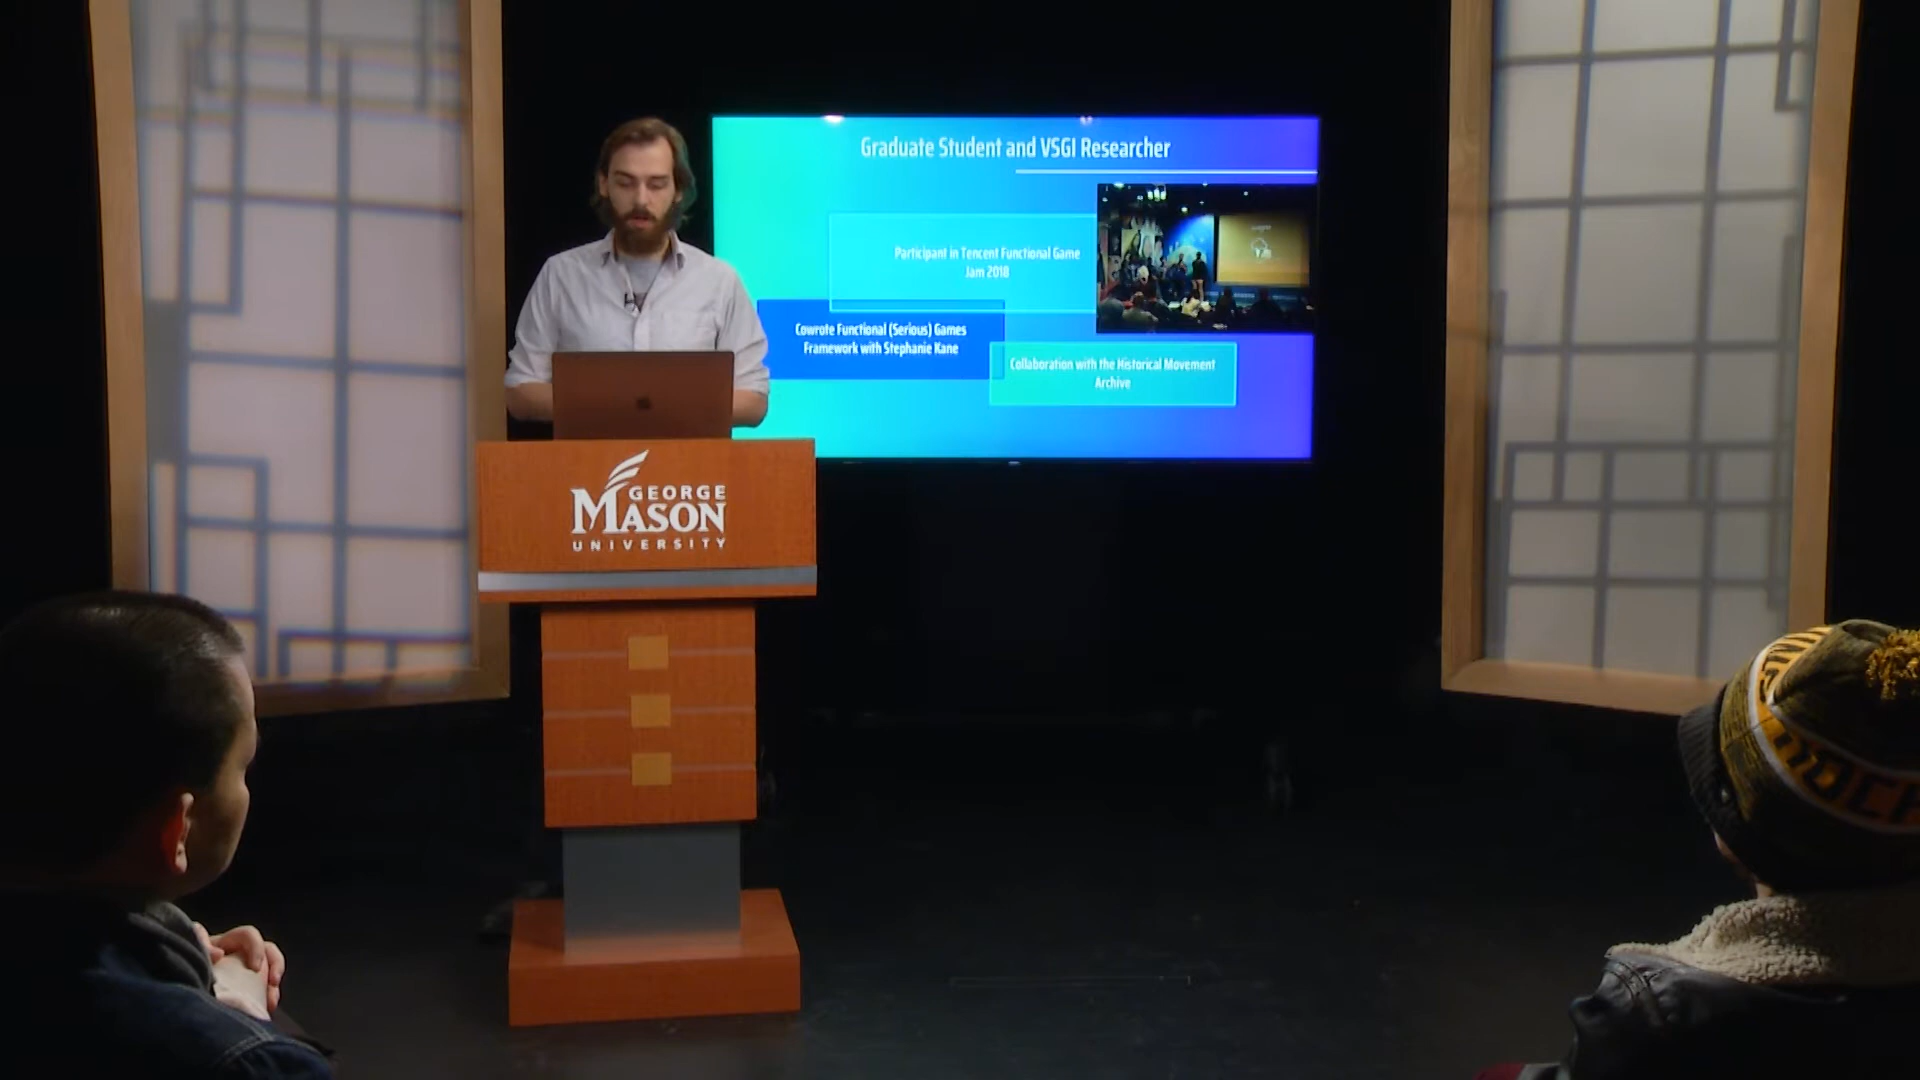 Graduate Student and VSGI Researcher
Participant in Tencent Functional Game
Jam 2018
Cowrote Functional (Serious) Games
Framework with Stephanie Kane
Collaboration with the Historical Movement
Archive
GEORGE
MASON
UNIVERSITY